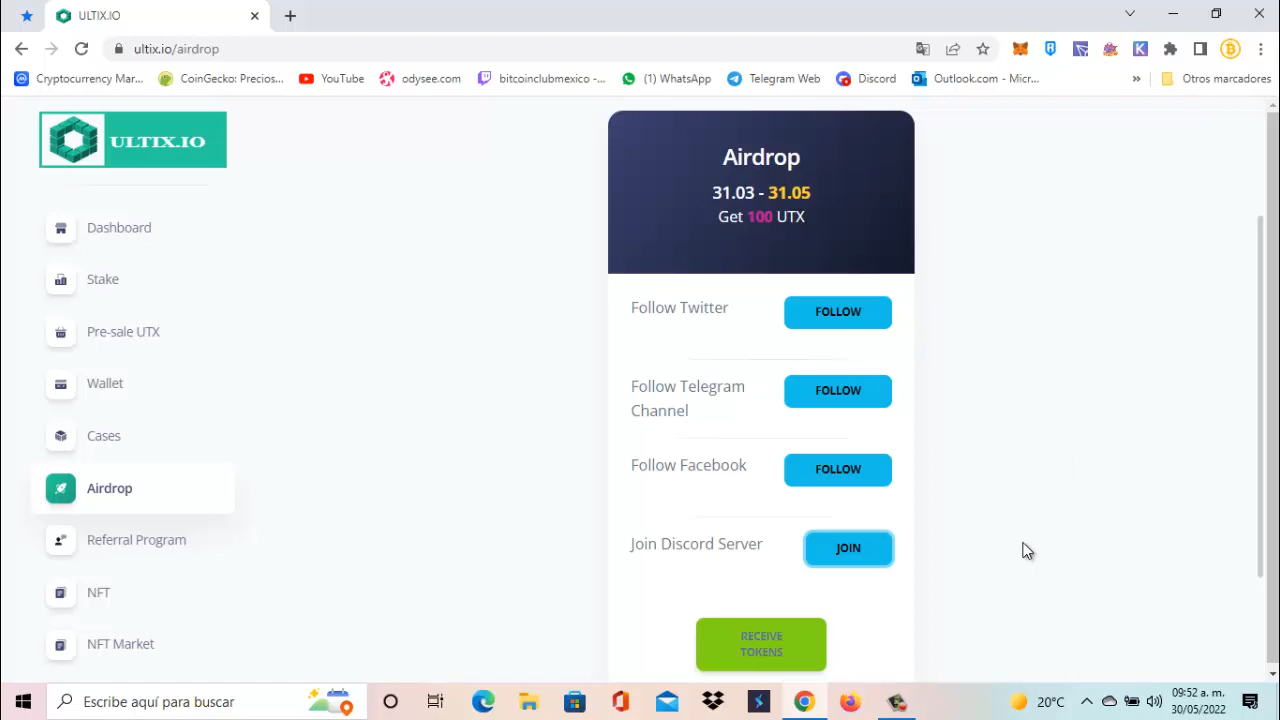 ULTIX.IO
ultix.io/airdrop
Cryptocurrency Mar...
CoinGecko: Precios...
YouTube
odysee.com
bitcoinclubmexico -...
(1) WhatsApp
Telegram Web
Discord
Outlook.com - Micr...
»
Otros marcadores
ULTIX.IO
Dashboard
Stake
Pre-sale UTX
Wallet
Cases
Airdrop
Referral Program
NFT
NFT Market
Airdrop
31.03 - 31.05
Get 100 UTX
Follow Twitter
FOLLOW
Follow Telegram
Channel
FOLLOW
Follow Facebook
FOLLOW
Join Discord Server
JOIN
RECEIVE
TOKENS
Escribe aquí para buscar
20°C
09:52 a. m.
30/05/2022